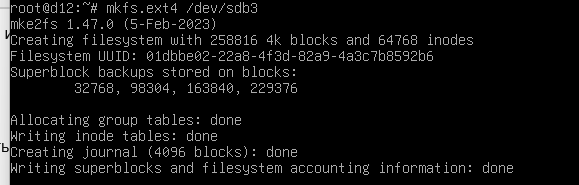 root@d12:~# mkfs.ext4 /dev/sdb3
mke2fs 1.47.0 (5-Feb-2023)
Creating filesystem with 258816 4k blocks and 64768 inodes
Filesystem UUID: 01dbbe02-22a8-4f3d-82a9-4a3c7b8592b6
Superblock backups stored on blocks:
        32768, 98304, 163840, 229376

Allocating group tables: done
Writing inode tables: done
Creating journal (4096 blocks): done
Writing superblocks and filesystem accounting information: done